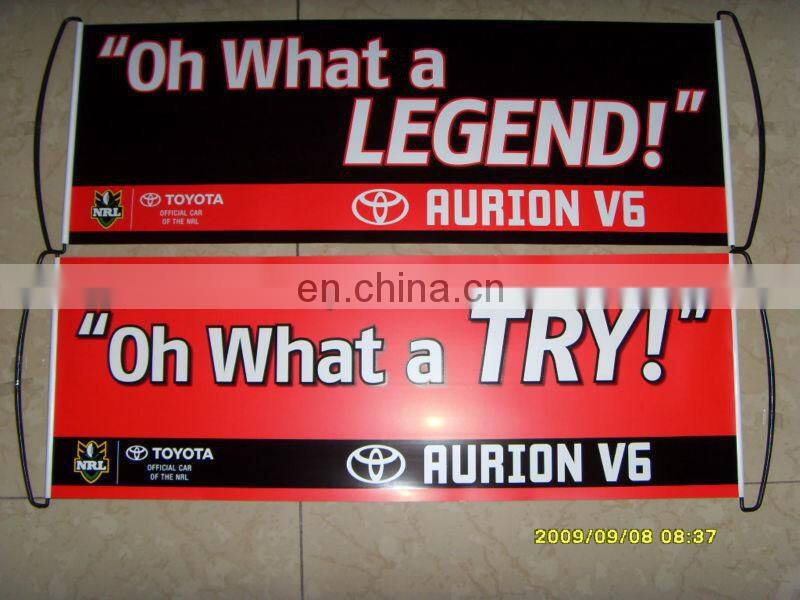 “Oh What a
LEGEND!”
NRL
TOYOTA
OFFICIAL CAR
OF THE NRL
AURION V6
en.china.cn
“Oh What a TRY!”
NRL
TOYOTA
OFFICIAL CAR
OF THE NRL
AURION V6
2009/09/08 08:37